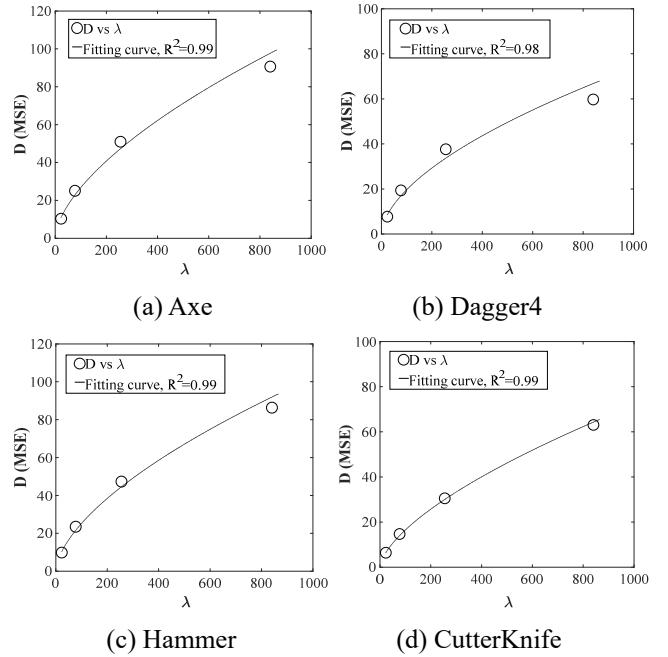 120
100
80
60
40
20
0
D (MSE)
D vs λ
Fitting curve, R²=0.99
0 200 400 600 800 1000
λ
(a) Axe
100
80
60
40
20
0
D (MSE)
D vs λ
Fitting curve, R²=0.98
0 200 400 600 800 1000
λ
(b) Dagger4
120
100
80
60
40
20
0
D (MSE)
D vs λ
Fitting curve, R²=0.99
0 200 400 600 800 1000
λ
(c) Hammer
100
80
60
40
20
0
D (MSE)
D vs λ
Fitting curve, R²=0.99
0 200 400 600 800 1000
λ
(d) CutterKnife